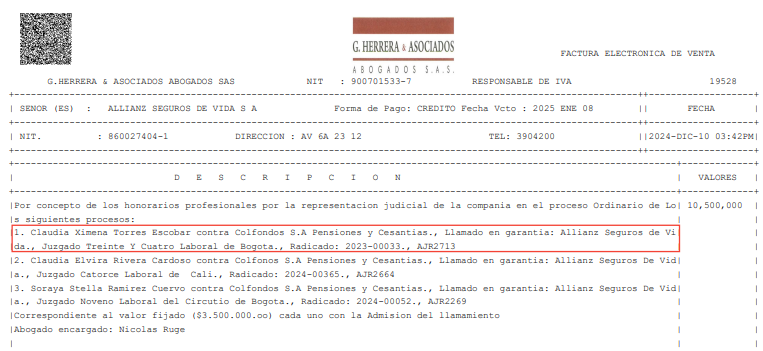 G. HERRERA & ASOCIADOS
ABOGADOS S.A.S.
FACTURA ELECTRONICA DE VENTA
G.HERRERA & ASOCIADOS ABOGADOS SAS NIT : 900701533-7 RESPONSABLE DE IVA 19528
SENOR (ES) : ALLIANZ SEGUROS DE VIDA S A Forma de Pago: CREDITO Fecha Vcto : 2025 ENE 08 FECHA
NIT. : 860027404-1 DIRECCION : AV 6A 23 12 TEL: 3904200 2024-DIC-10 03:42PM
D E S C R I P C I O N VALORES
Por concepto de los honorarios profesionales por la representacion judicial de la compania en el proceso Ordinario de Lo 10,500,000
s siguientes procesos:
1. Claudia Ximena Torres Escobar contra Colfondos S.A Pensiones y Cesantias., Llamado en garantia: Allianz Seguros de Vi
da., Juzgado Treinte Y Cuatro Laboral de Bogota., Radicado: 2023-00033., AJR2713
2. Claudia Elvira Rivera Cardoso contra Colfondos S.A Pensiones y Cesantias., Llamado en garantia: Allianz Seguros De Vid
a., Juzgado Catorce Laboral de Cali., Radicado: 2024-00365., AJR2664
3. Soraya Stella Ramirez Cuervo contra Colfondos S.A Pensiones y Cesantias., Llamado en garantia: Allianz Seguros De Vid
a., Juzgado Noveno Laboral del Circutio de Bogota., Radicado: 2024-00052., AJR2269
Correspondiente al valor fijado ($3.500.000.oo) cada uno con la Admision del llamamiento
Abogado encargado: Nicolas Ruge